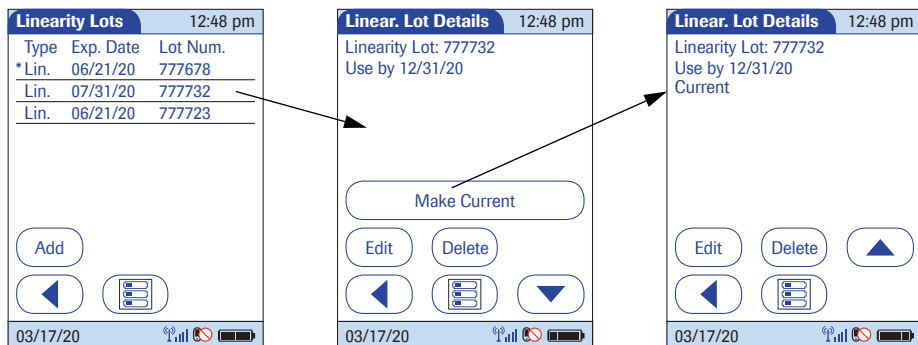 Linearity Lots 12:48 pm
Type Exp. Date Lot Num.
*Lin. 06/21/20 777678
Lin. 07/31/20 777732
Lin. 06/21/20 777723
Add
03/17/20
Linear. Lot Details 12:48 pm
Linearity Lot: 777732
Use by 12/31/20
Make Current
Edit Delete
03/17/20
Linear. Lot Details 12:48 pm
Linearity Lot: 777732
Use by 12/31/20
Current
Edit Delete
03/17/20